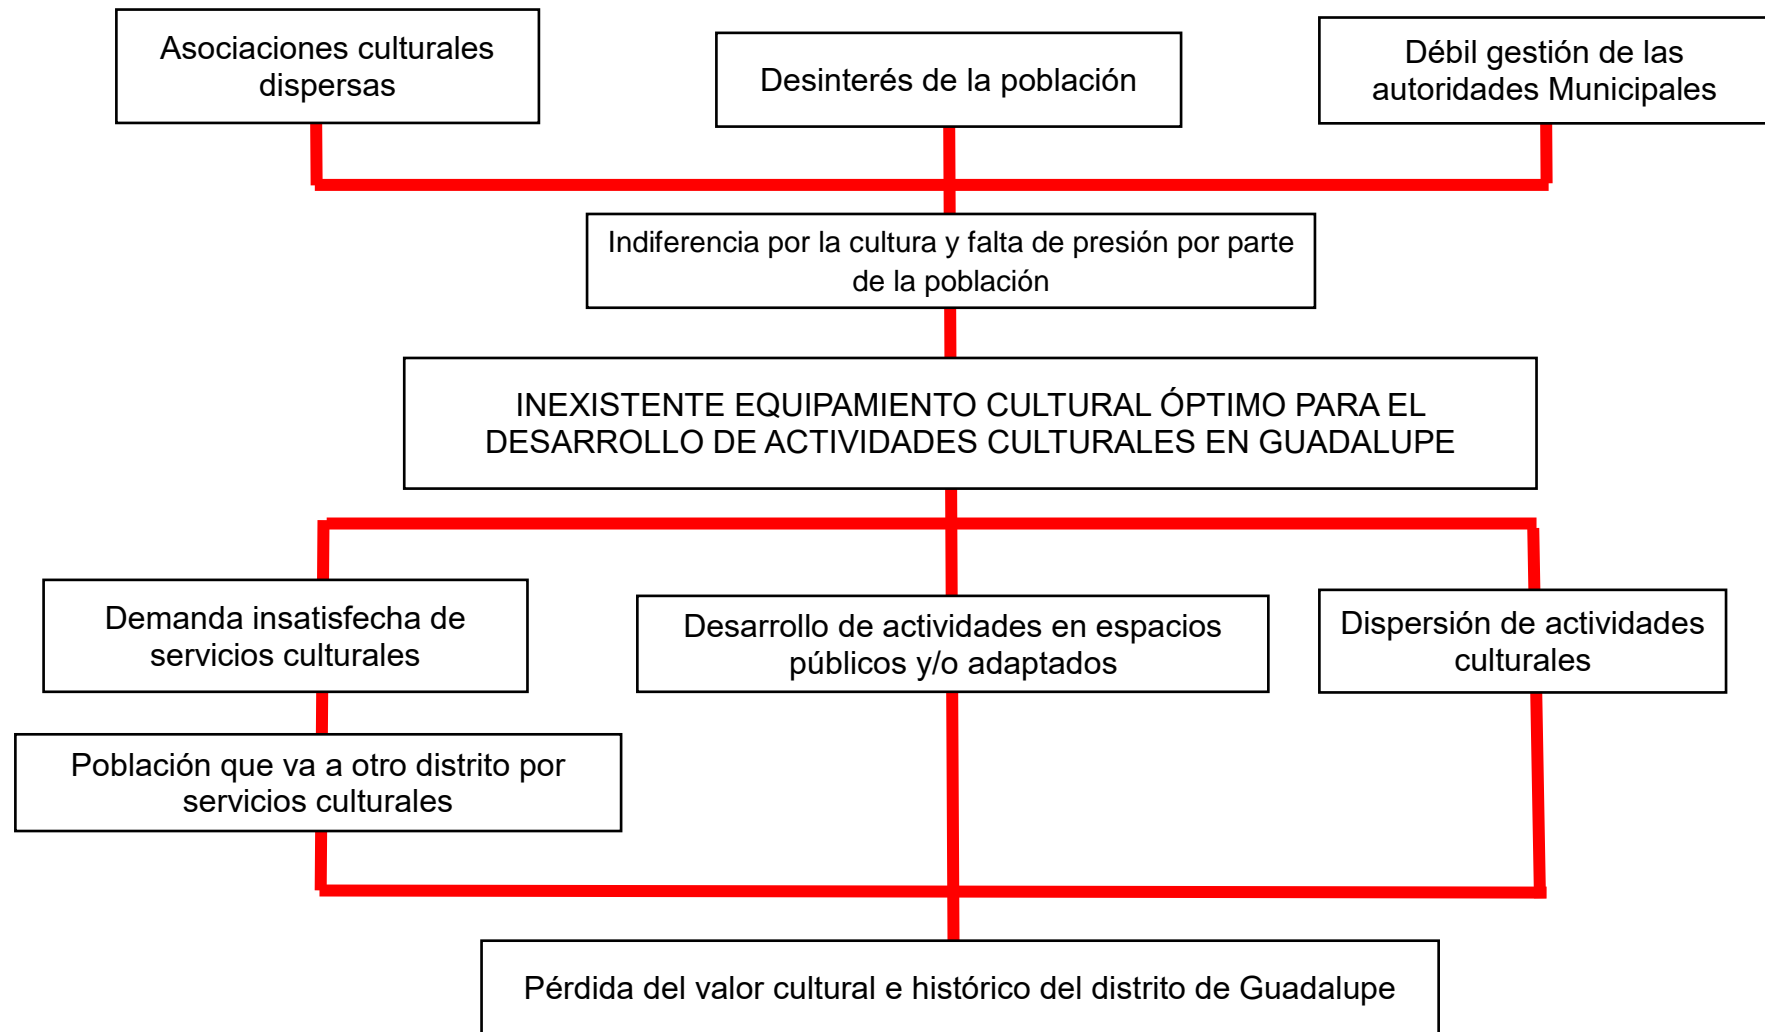 Asociaciones culturales
dispersas
Desinterés de la población
Débil gestión de las
autoridades Municipales
Indiferencia por la cultura y falta de presión por parte
de la población
INEXISTENTE EQUIPAMIENTO CULTURAL ÓPTIMO PARA EL
DESARROLLO DE ACTIVIDADES CULTURALES EN GUADALUPE
Demanda insatisfecha de
servicios culturales
Desarrollo de actividades en espacios
públicos y/o adaptados
Dispersión de actividades
culturales
Población que va a otro distrito por
servicios culturales
Pérdida del valor cultural e histórico del distrito de Guadalupe